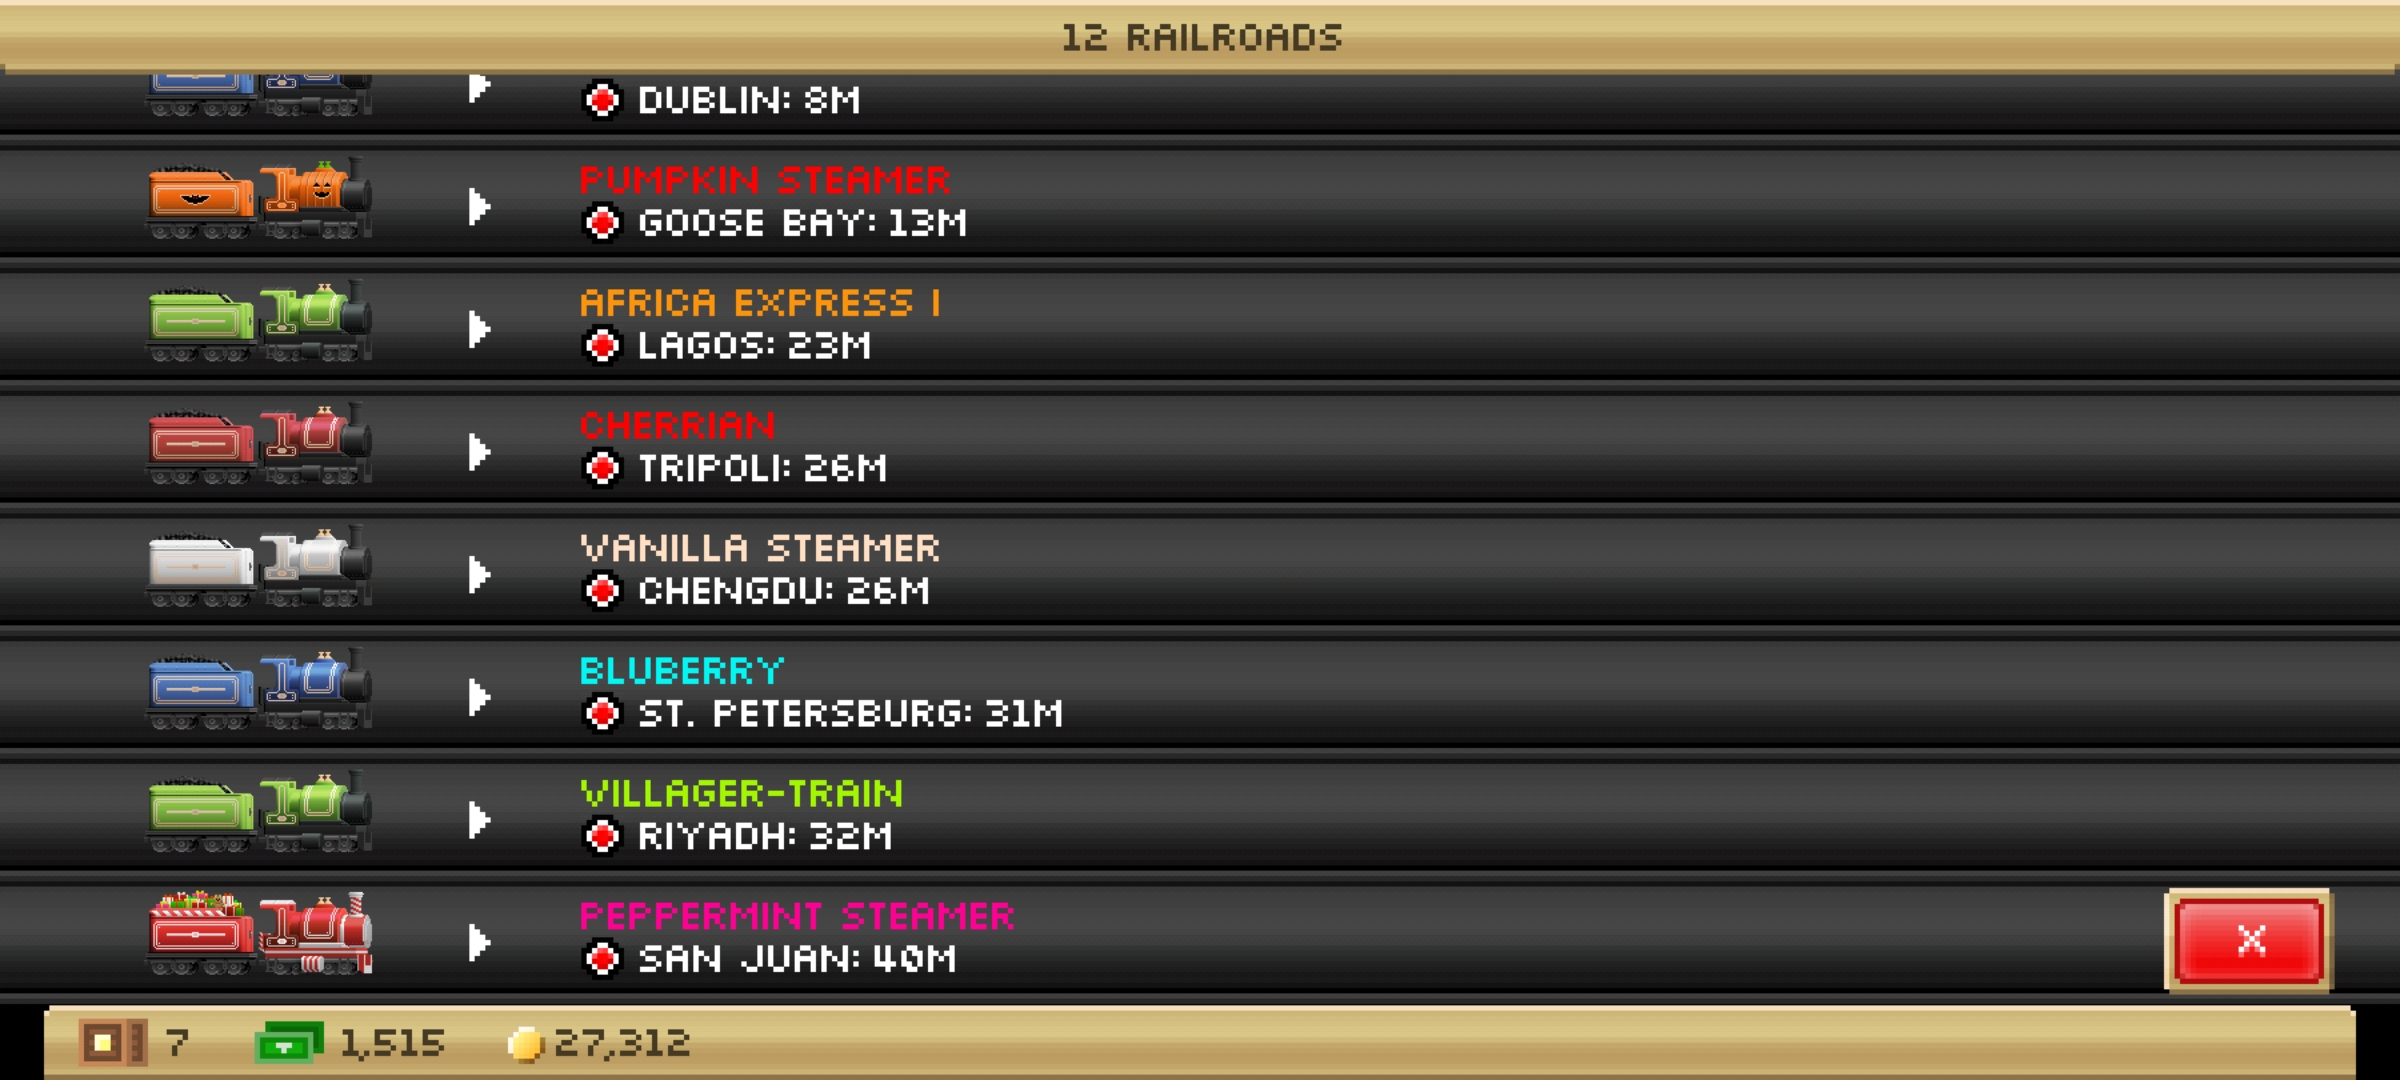 12 RAILROADS
DUBLIN: 8M
PUMPKIN STEAMER
GOOSE BAY: 13M
AFRICA EXPRESS I
LAGOS: 23M
CHERRIAN
TRIPOLI: 26M
VANILLA STEAMER
CHENGDU: 26M
BLUBERRY
ST. PETERSBURG: 31M
VILLAGER-TRAIN
RIYADH: 32M
PEPPERMINT STEAMER
SAN JUAN: 40M
X
7 1,515 27,312